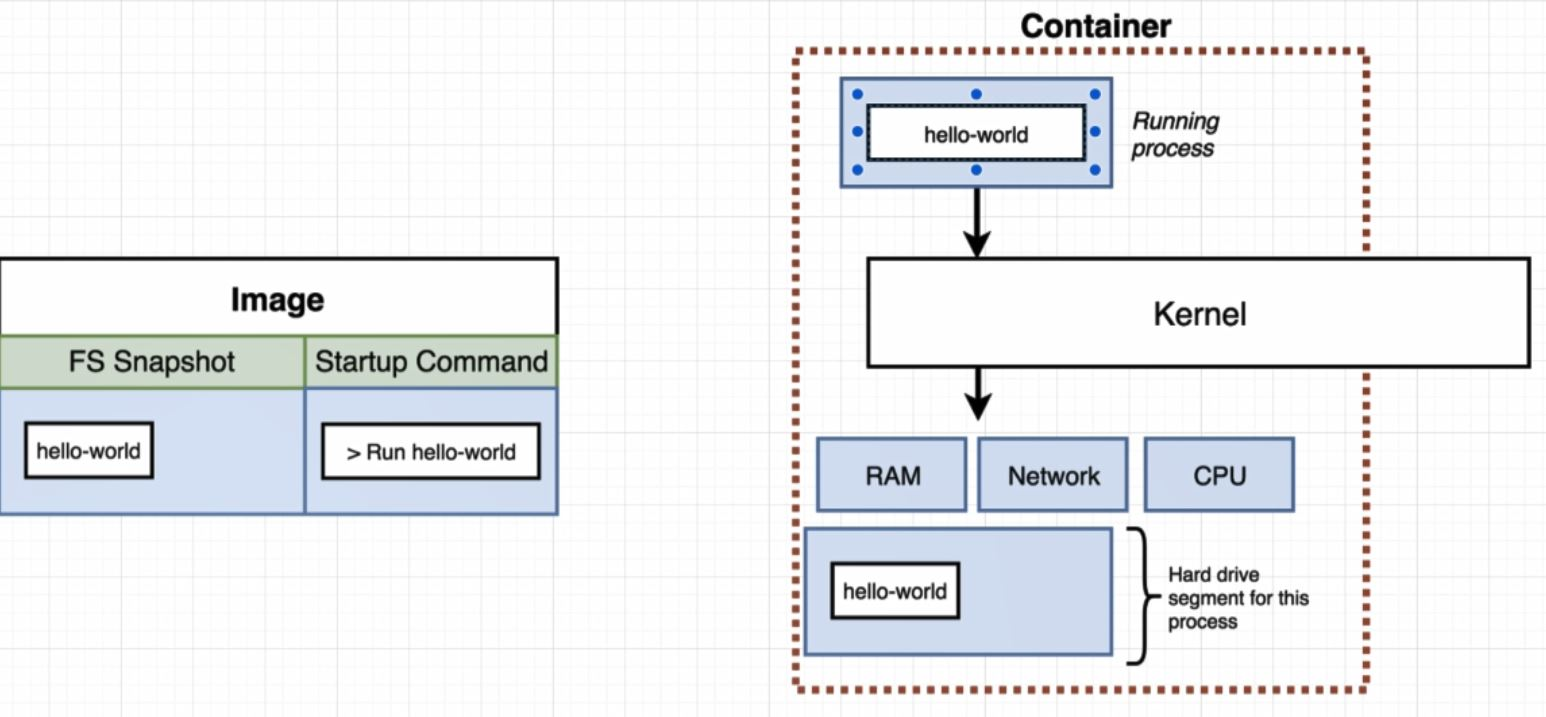 Container
hello-world
Running
process
Kernel
Image
FS Snapshot
Startup Command
hello-world
> Run hello-world
RAM
Network
CPU
hello-world
Hard drive
segment for this
process